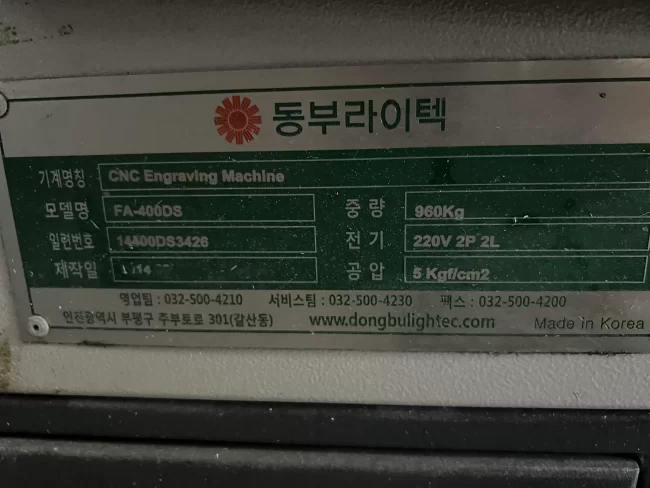 동부라이텍
기계명칭 CNC Engraving Machine
모델명 FA-400DS 중 량 960Kg
일련번호 14400DS3426 전 기 220V 2P 2L
제작일 공 압 5 Kgf/cm2
영업팀 : 032-500-4210 서비스팀 : 032-500-4230 팩스 : 032-500-4200
인천광역시 부평구 주부토로 301(갈산동) www.dongbulightec.com Made in Korea